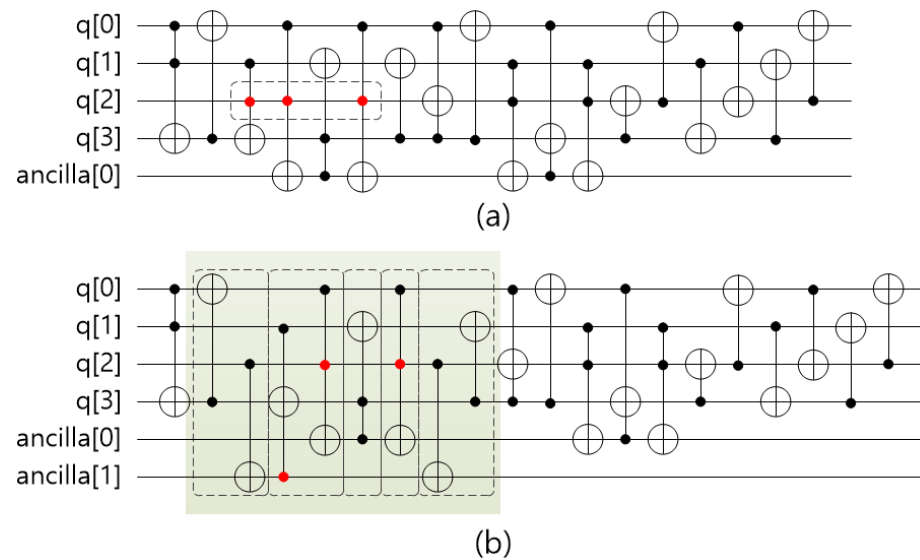 q[0]
q[1]
q[2]
q[3]
ancilla[0]
(a)
q[0]
q[1]
q[2]
q[3]
ancilla[0]
ancilla[1]
(b)